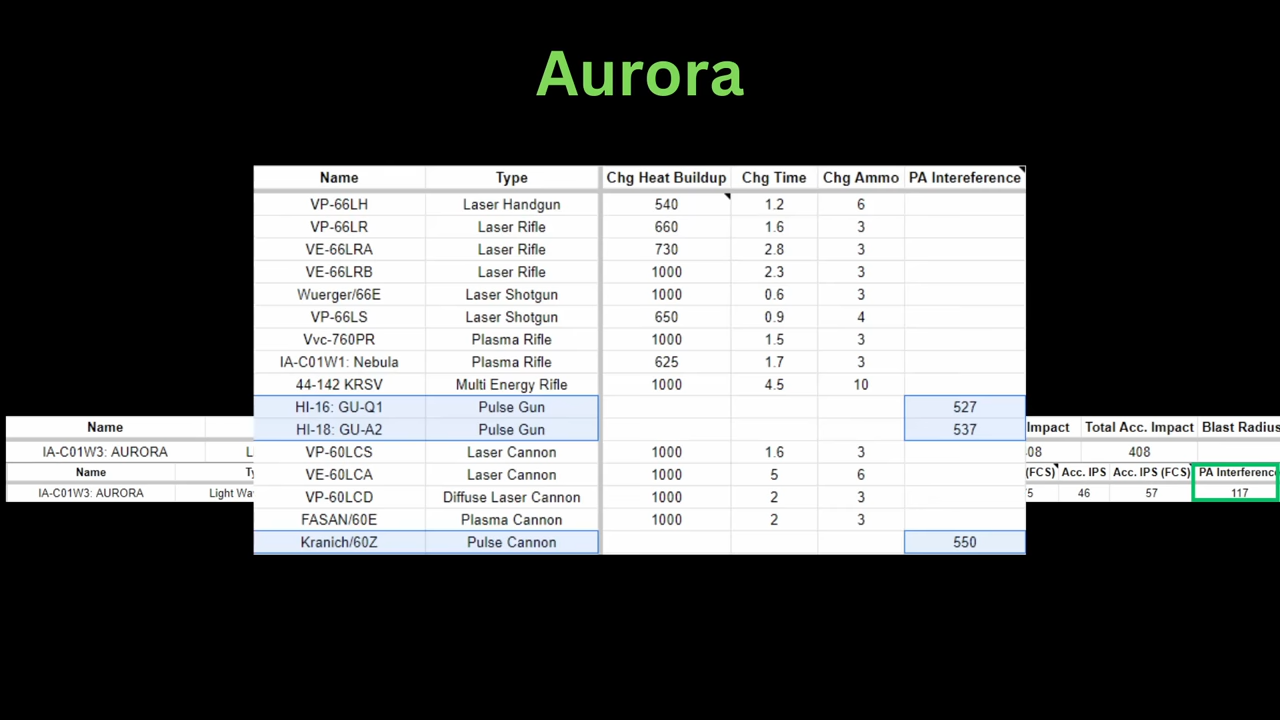 Aurora
Name Type Chg Heat Buildup Chg Time Chg Ammo PA Intereference
VP-66LH Laser Handgun 540 1.2 6
VP-66LR Laser Rifle 660 1.6 3
VE-66LRA Laser Rifle 730 2.8 3
VE-66LRB Laser Rifle 1000 2.3 3
Wuerger/66E Laser Shotgun 1000 0.6 3
VP-66LS Laser Shotgun 650 0.9 4
Vvc-760PR Plasma Rifle 1000 1.5 3
IA-C01W1: Nebula Plasma Rifle 625 1.7 3
44-142 KRSV Multi Energy Rifle 1000 4.5 10
HI-16: GU-Q1 Pulse Gun 527
HI-18: GU-A2 Pulse Gun 537
VP-60LCS Laser Cannon 1000 1.6 3
VE-60LCA Laser Cannon 1000 5 6
VP-60LCD Diffuse Laser Cannon 1000 2 3
FASAN/60E Plasma Cannon 1000 2 3
Kranich/60Z Pulse Cannon 550
Name Impact Total Acc. Impact Blast Radius
IA-C01W3: AURORA 408
Name (FCS) Acc. IPS Acc. IPS (FCS) PA Interference
IA-C01W3: AURORA Light Wa 46 57 117